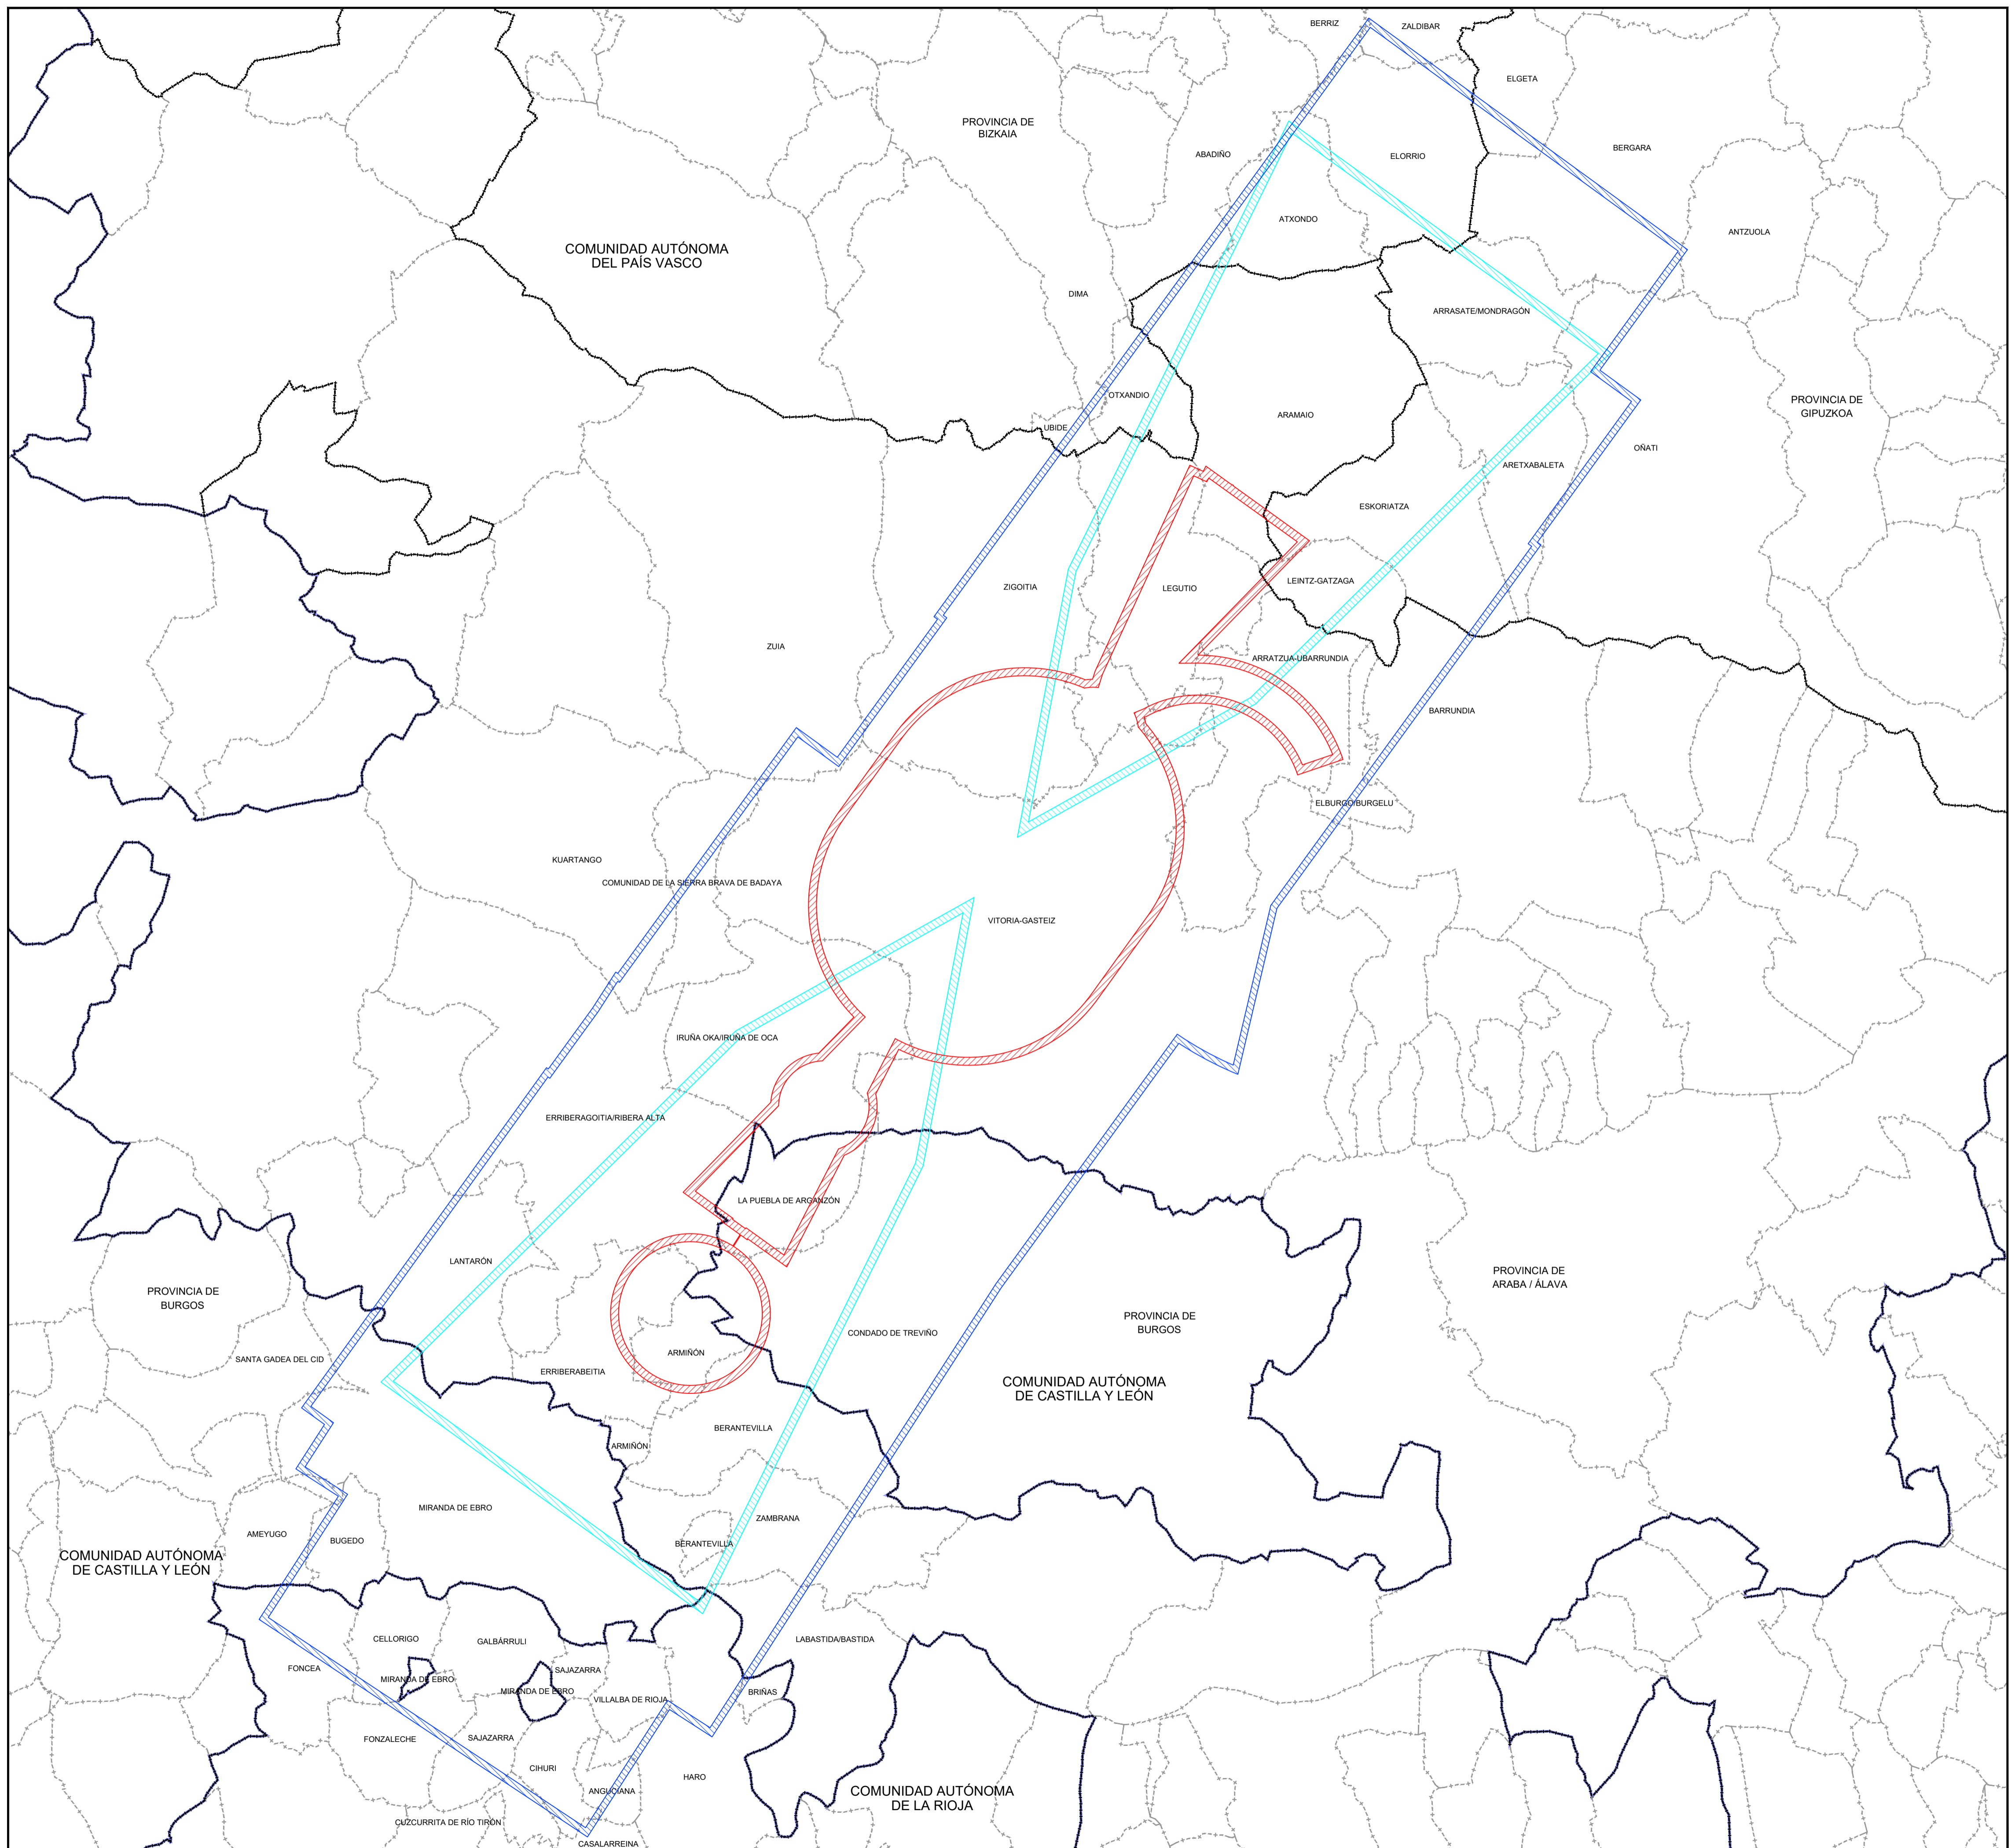 BERRIZ
ZALDIBAR
ELGETA
PROVINCIA DE
BIZKAIA
BERGARA
ABADIÑO
ELORRIO
ATXONDO
ANTZUOLA
COMUNIDAD AUTÓNOMA
DEL PAÍS VASCO
DIMA
ARRASATE/MONDRAGÓN
OTXANDIO
PROVINCIA DE
GIPUZKOA
ARAMAIO
UBIDE
OÑATI
ARETXABALETA
ESKORIATZA
LEINTZ-GATZAGA
ZIGOITIA
LEGUTIO
ZUIA
ARRATZUA-UBARRUNDIA
BARRUNDIA
ELBURGO/BURGELU
KUARTANGO
COMUNIDAD DE LA SIERRA BRAVA DE BADAYA
VITORIA-GASTEIZ
IRUÑA OKA/IRUÑA DE OCA
ERRIBERAGOITIA/RIBERA ALTA
LA PUEBLA DE ARGANZÓN
LANTARÓN
PROVINCIA DE
ARABA / ÁLAVA
PROVINCIA DE
BURGOS
PROVINCIA DE
BURGOS
CONDADO DE TREVIÑO
ARMIÑÓN
SANTA GADEA DEL CID
ERRIBERABEITIA
COMUNIDAD AUTÓNOMA
DE CASTILLA Y LEÓN
BERANTEVILLA
ARMIÑÓN
MIRANDA DE EBRO
ZAMBRANA
AMEYUGO
BUGEDO
BERANTEVILLA
COMUNIDAD AUTÓNOMA
DE CASTILLA Y LEÓN
CELLORIGO
GALBÁRRULI
LABASTIDA/BASTIDA
FONCEA
SAJAZARRA
MIRANDA DE EBRO
MIRANDA DE EBRO
VILLALBA DE RIOJA
BRIÑAS
FONZALECHE
SAJAZARRA
CIHURI
HARO
ANGUCIANA
COMUNIDAD AUTÓNOMA
DE LA RIOJA
CUZCURRITA DE RÍO TIRÓN
CASALARREINA